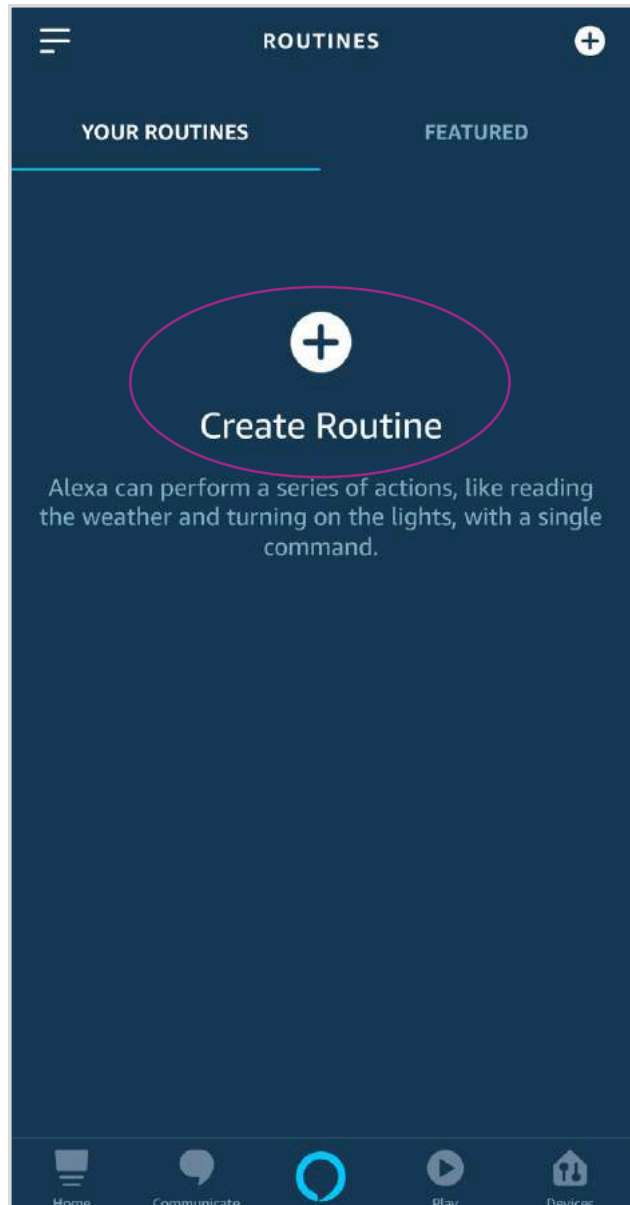 ROUTINES
YOUR ROUTINES
FEATURED
Create Routine
Alexa can perform a series of actions, like reading
the weather and turning on the lights, with a single
command.
Home
Communicate
Play
Devices